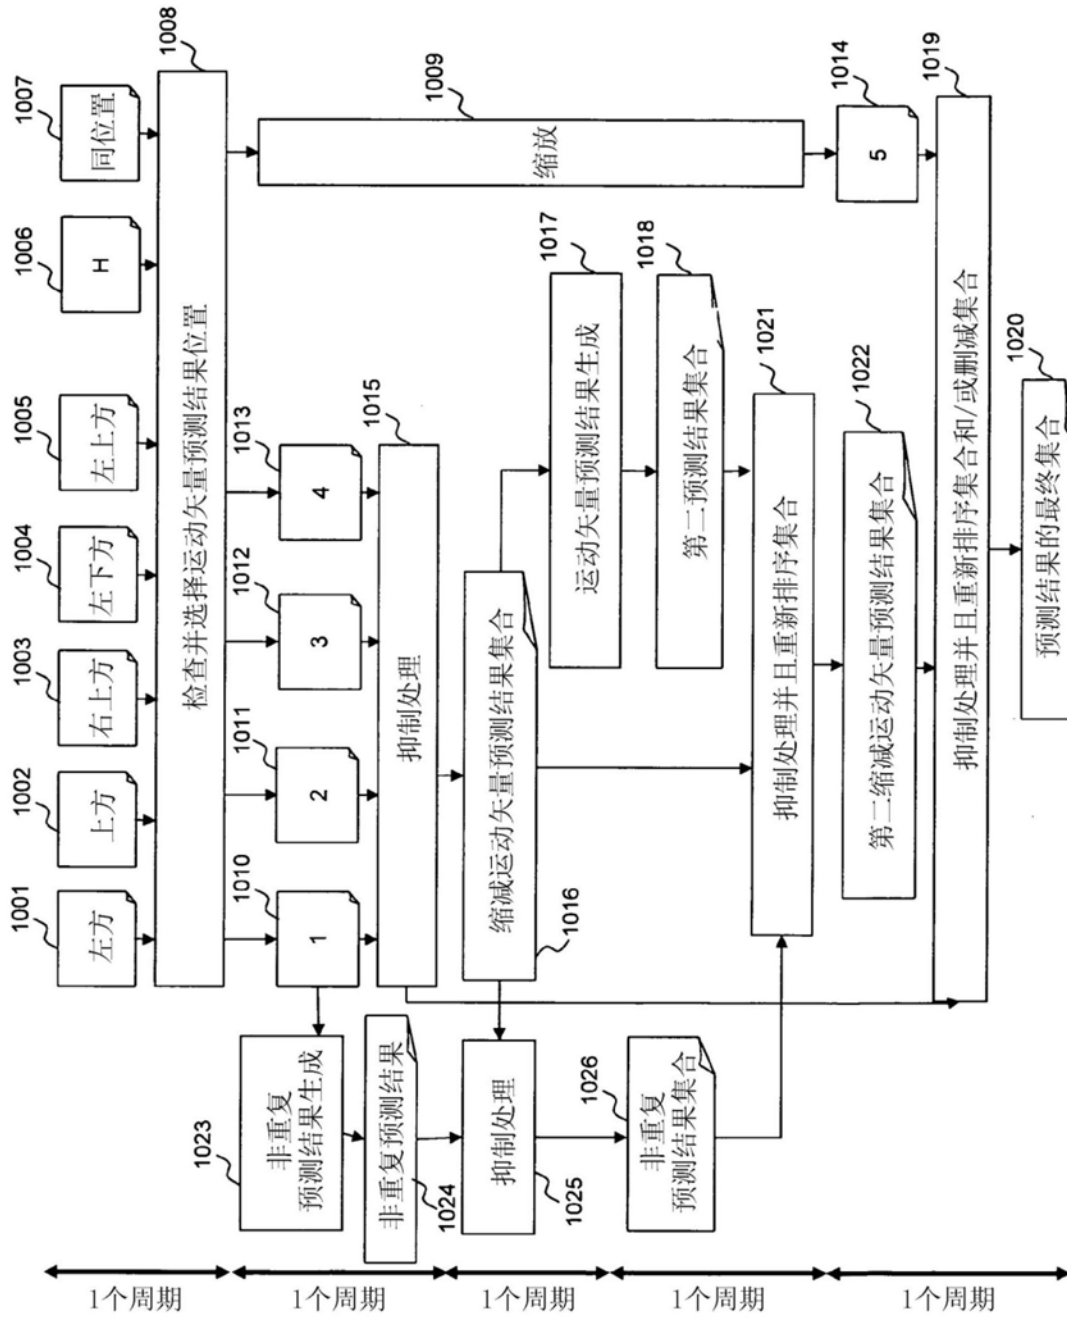 1001
左方
1002
上方
1003
右上方
1004
左下方
1005
左上方
1006
H
1007
同位置
1008
检查并选择运动矢量预测结果位置
1009
缩放
1010
1
1011
2
1012
3
1013
4
1015
抑制处理
1023
非重复
预测结果生成
1024
非重复预测结果
1016
缩减运动矢量预测结果集合
1025
抑制处理
1017
运动矢量预测结果生成
1018
第二预测结果集合
1026
非重复
预测结果集合
1021
抑制处理并且重新排序集合
1014
5
1022
第二缩减运动矢量预测结果集合
1019
抑制处理并且重新排序集合和/或删减集合
1020
预测结果的最终集合
1个周期
1个周期
1个周期
1个周期
1个周期